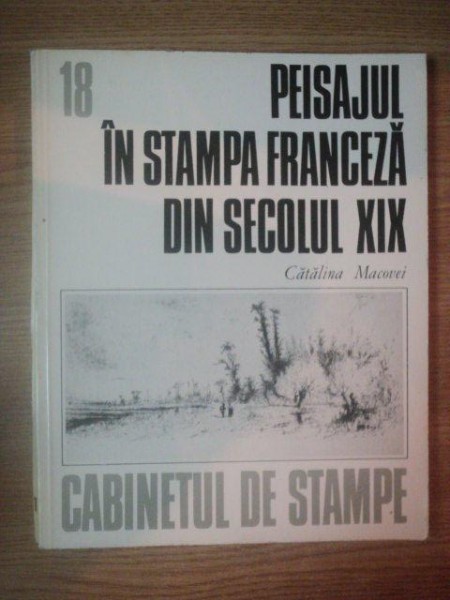 18
PEISAJUL
ÎN STAMPA FRANCEZĂ
DIN SECOLUL XIX
Cătălina Macovei
CABINETUL DE STAMPE